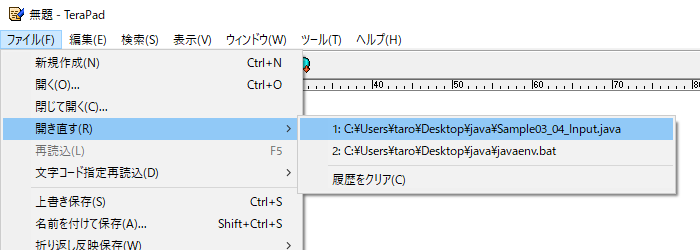 無題 - TeraPad
ファイル(F) 編集(E) 検索(S) 表示(V) ウィンドウ(W) ツール(T) ヘルプ(H)
新規作成(N) Ctrl+N
開く(O)... Ctrl+O
閉じて開く(C)...
開き直す(R)
再読込(L) F5
文字コード指定再読込(D)
上書き保存(S) Ctrl+S
名前を付けて保存(A)... Shift+Ctrl+S
折り返し反映保存(W)
40 50 60 70 80
1: C:¥Users¥taro¥Desktop¥java¥Sample03_04_Input.java
2: C:¥Users¥taro¥Desktop¥java¥javaenv.bat
履歴をクリア(C)